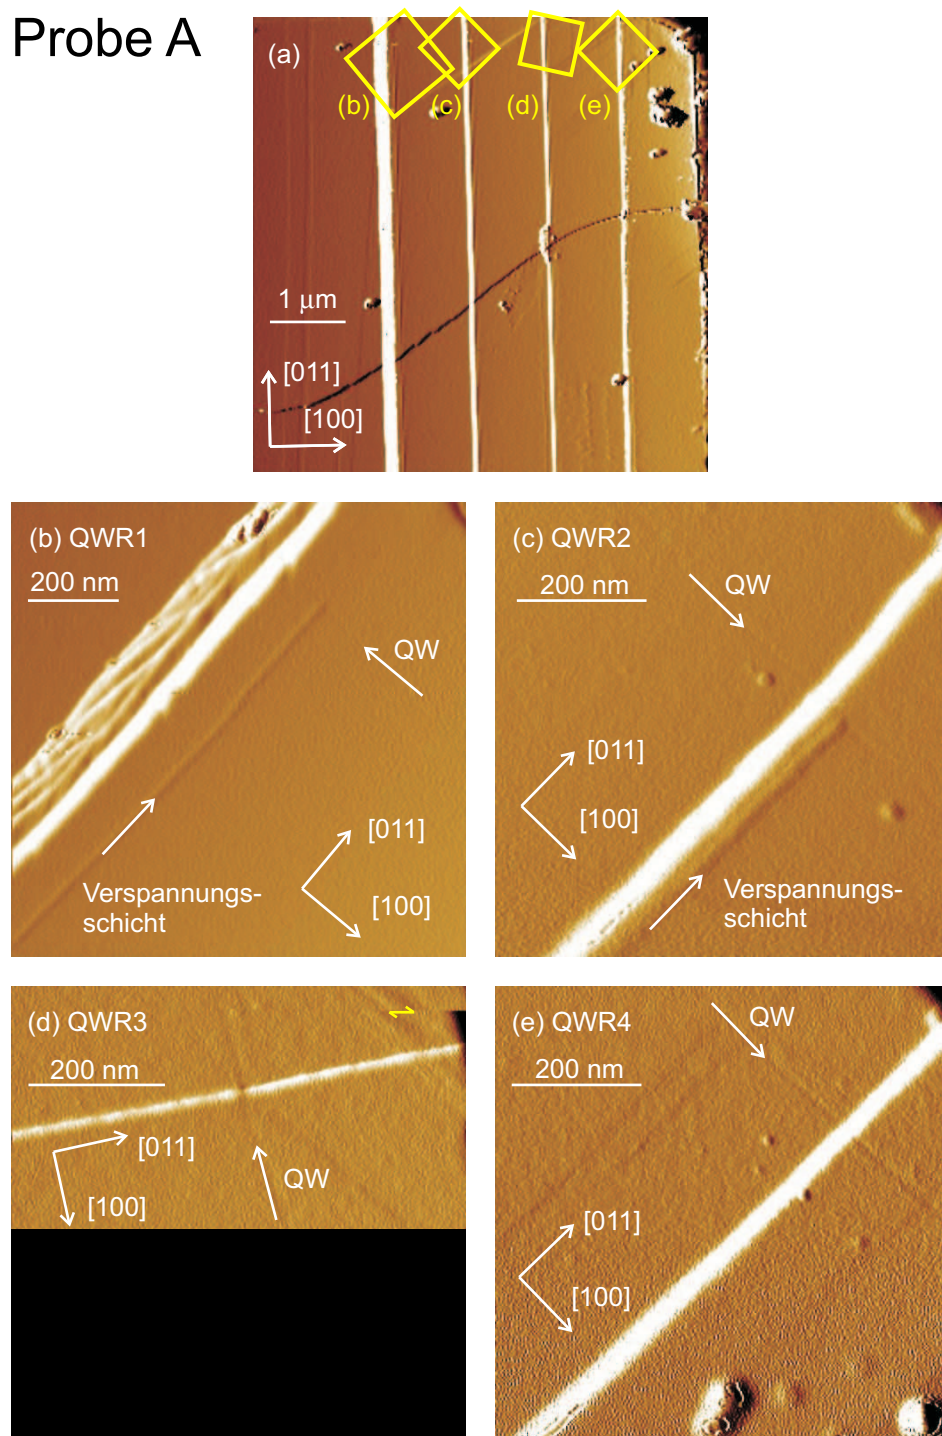 Probe A
(a)
(b)
(c)
(d)
(e)
1 μm
[011]
[100]
(b) QWR1
200 nm
QW
[011]
[100]
Verspannungs-
schicht
(c) QWR2
200 nm
QW
[011]
[100]
Verspannungs-
schicht
(d) QWR3
200 nm
[011]
[100]
QW
(e) QWR4
200 nm
QW
[011]
[100]